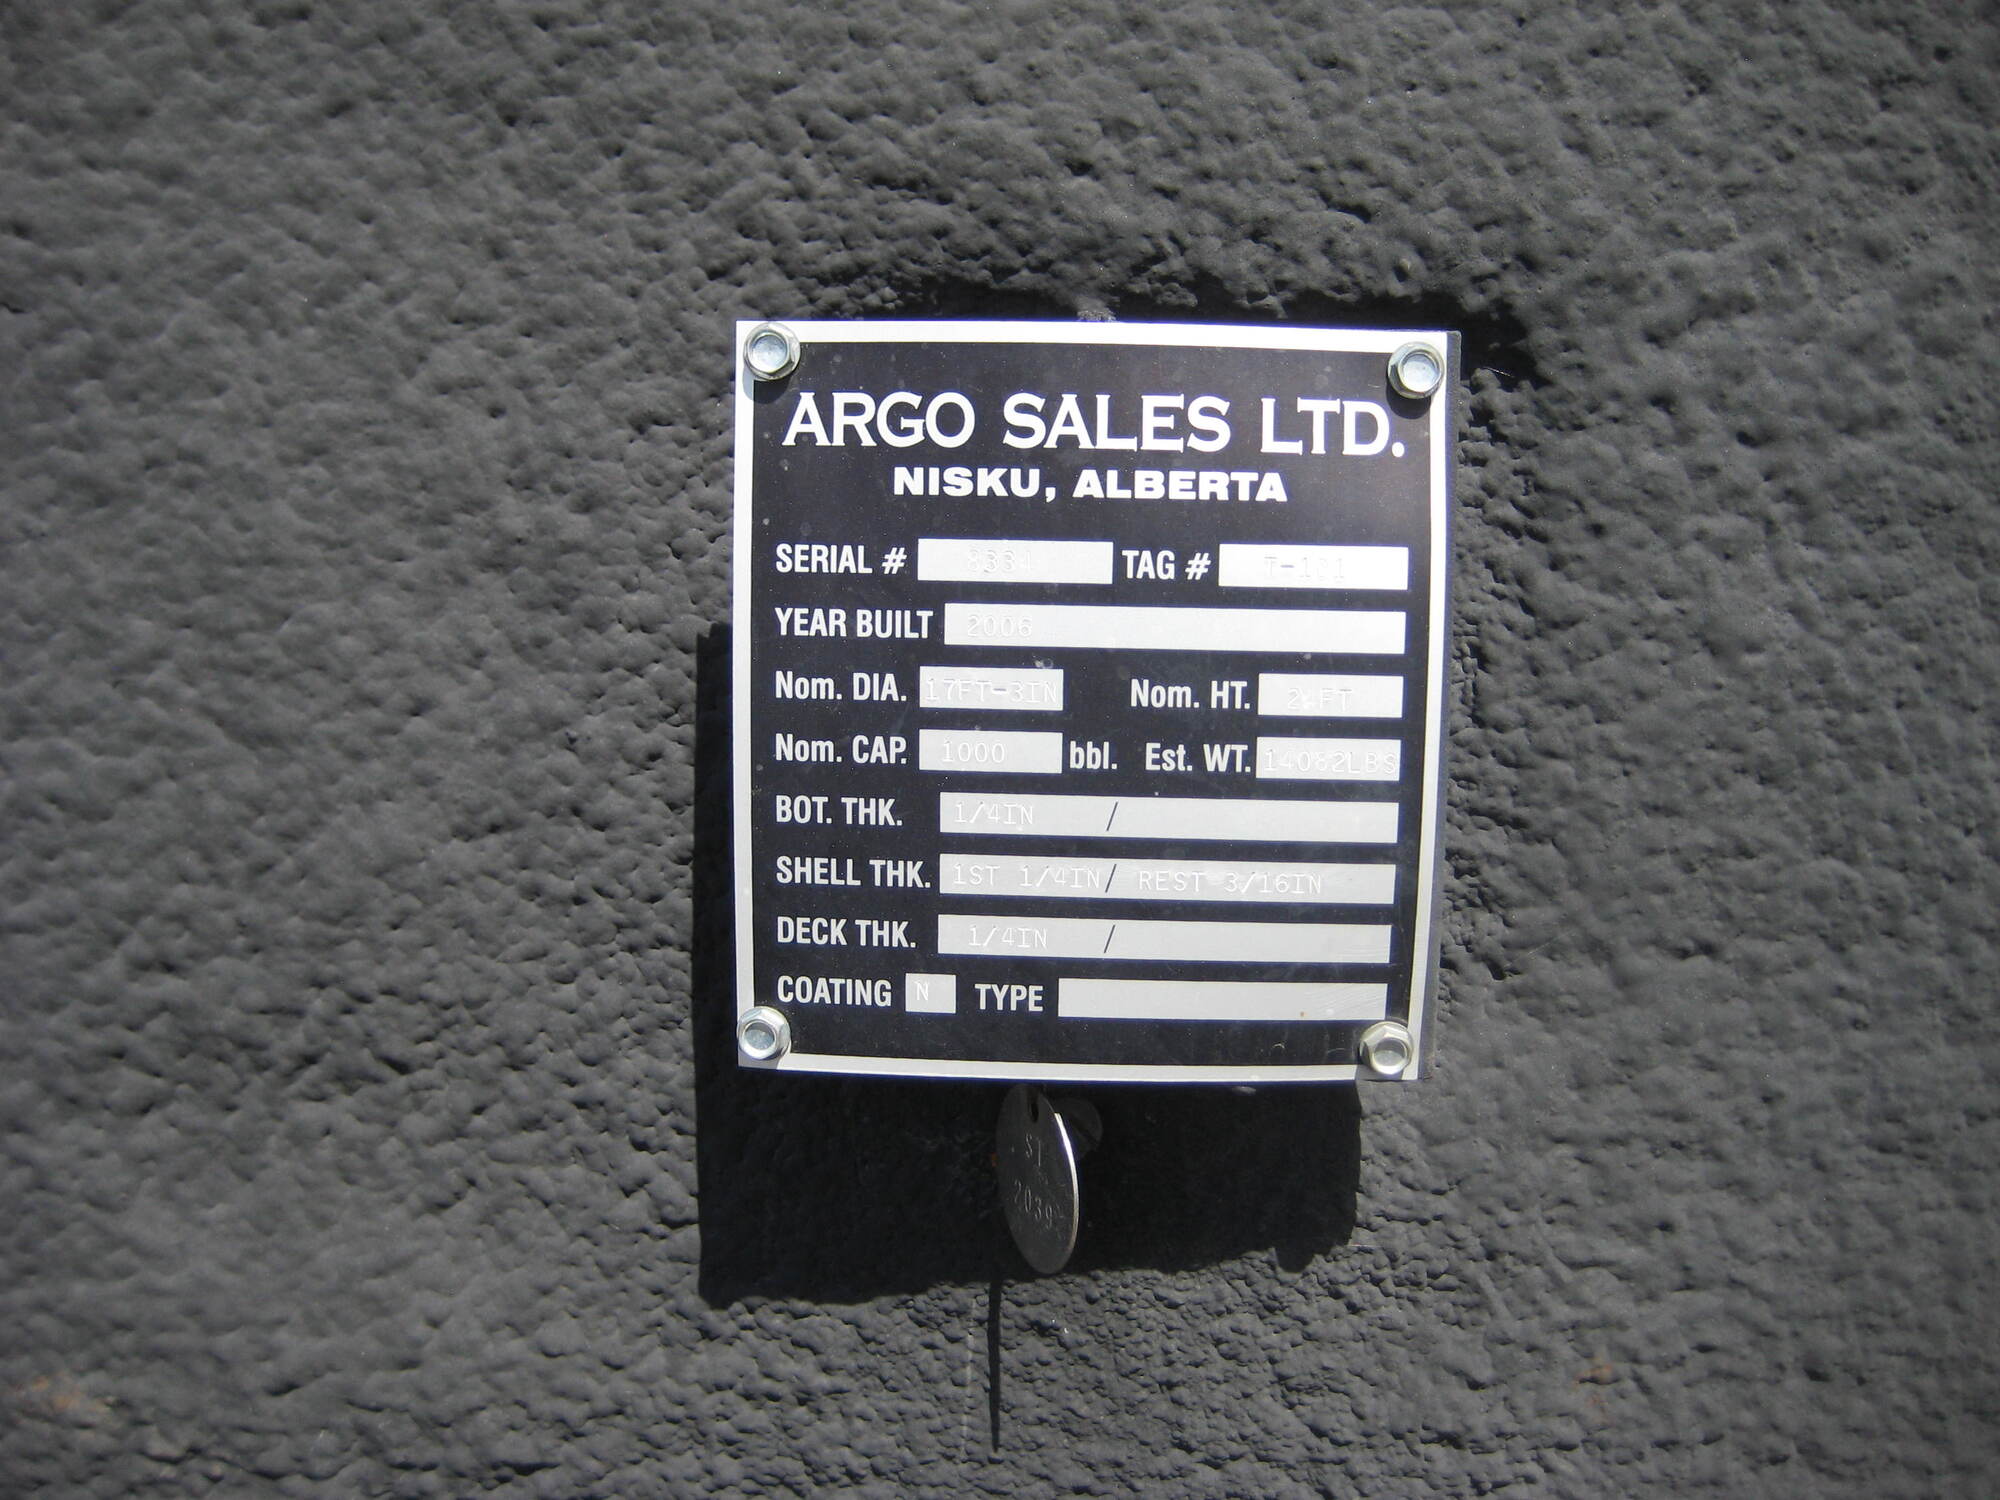 ARGO SALES LTD.
NISKU, ALBERTA
SERIAL # 8334 TAG # T-101
YEAR BUILT 2006
Nom. DIA. 17FT-3IN Nom. HT.
Nom. CAP. 1000 bbl. Est. WT.
BOT. THK. 1/4IN /
SHELL THK. 1ST 1/4IN/ REST 3/16IN
DECK THK. 1/4IN /
COATING N TYPE
2039